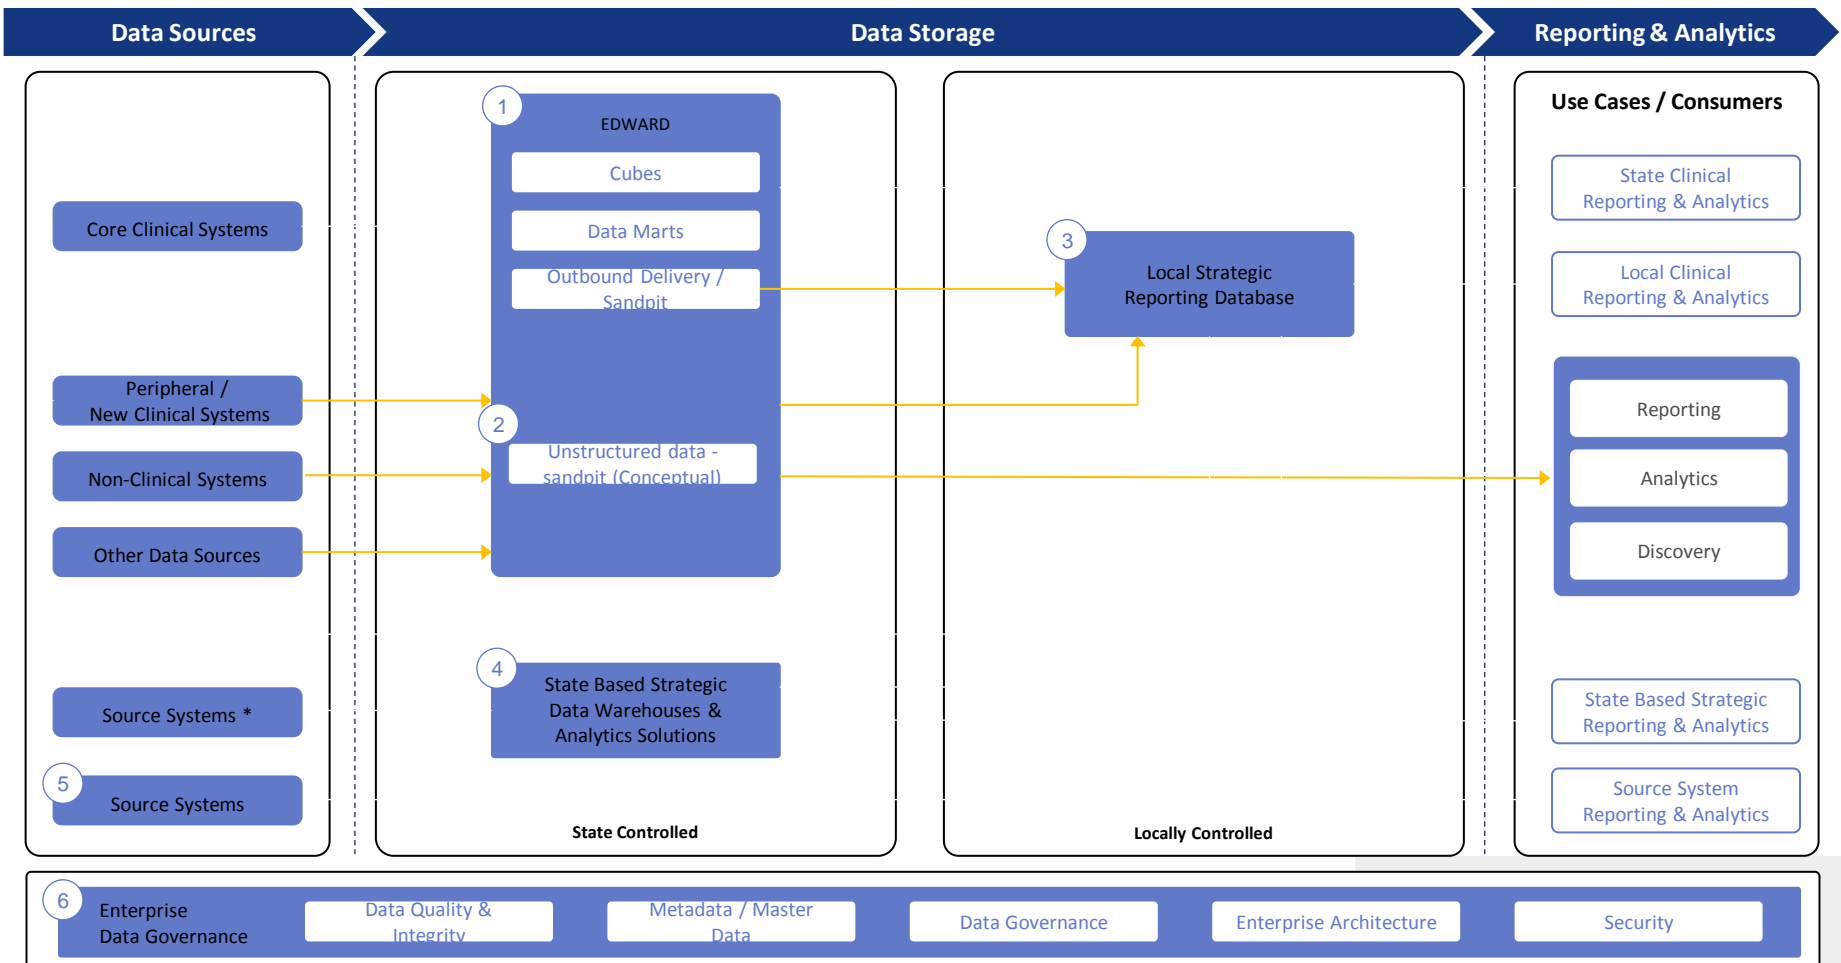 Data Sources
Data Storage
Reporting & Analytics
Core Clinical Systems
Peripheral /
New Clinical Systems
Non-Clinical Systems
Other Data Sources
Source Systems *
5
Source Systems
1
EDWARD
Cubes
Data Marts
Outbound Delivery /
Sandpit
2
Unstructured data -
sandpit (Conceptual)
4
State Based Strategic
Data Warehouses &
Analytics Solutions
State Controlled
3
Local Strategic
Reporting Database
Locally Controlled
Use Cases / Consumers
State Clinical
Reporting & Analytics
Local Clinical
Reporting & Analytics
Reporting
Analytics
Discovery
State Based Strategic
Reporting & Analytics
Source System
Reporting & Analytics
6
Enterprise
Data Governance
Data Quality &
Integrity
Metadata / Master
Data
Data Governance
Enterprise Architecture
Security